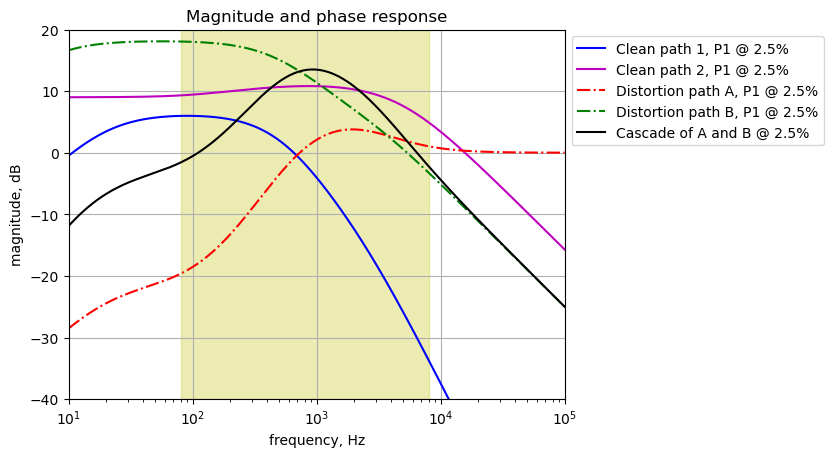 Magnitude and phase response
magnitude, dB
20
10
0
−10
−20
−30
−40
10^1
10^2
10^3
10^4
10^5
frequency, Hz
Clean path 1, P1 @ 2.5%
Clean path 2, P1 @ 2.5%
Distortion path A, P1 @ 2.5%
Distortion path B, P1 @ 2.5%
Cascade of A and B @ 2.5%